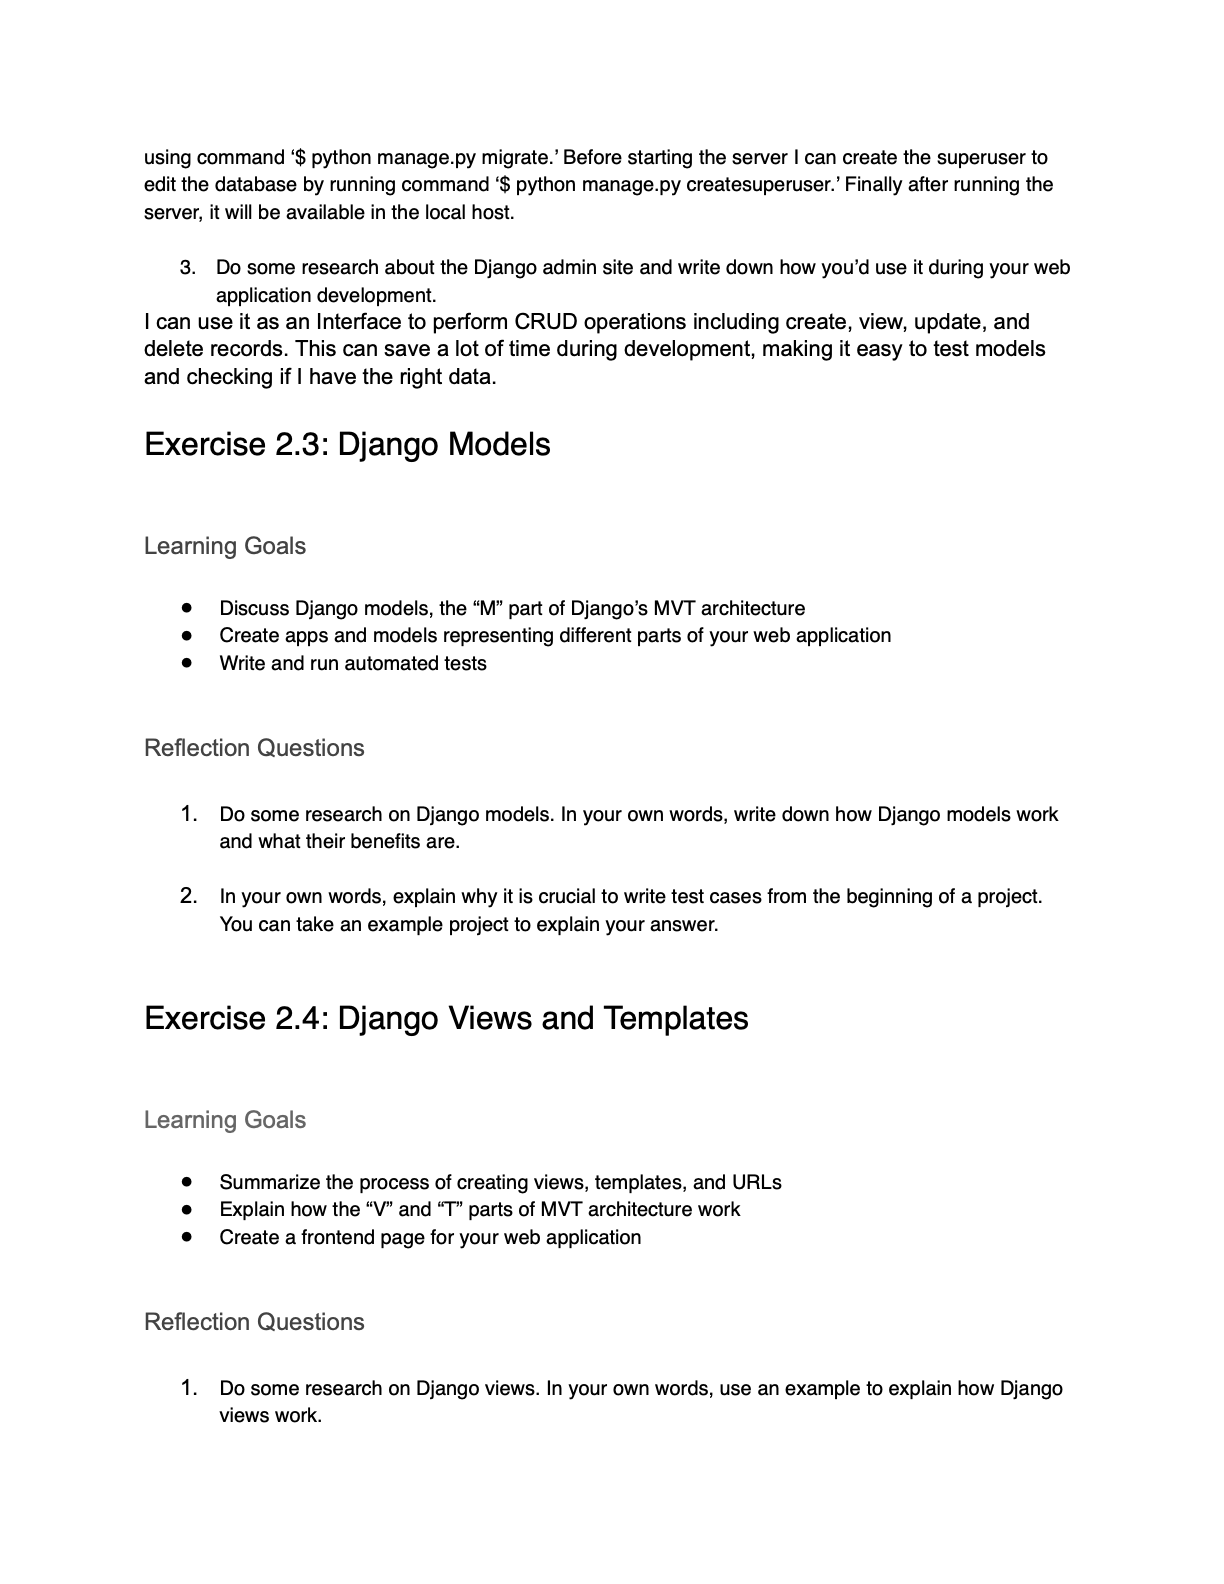 using command ‘$ python manage.py migrate.’ Before starting the server I can create the superuser to
edit the database by running command ‘$ python manage.py createsuperuser.’ Finally after running the
server, it will be available in the local host.
3. Do some research about the Django admin site and write down how you’d use it during your web
application development.
I can use it as an Interface to perform CRUD operations including create, view, update, and
delete records. This can save a lot of time during development, making it easy to test models
and checking if I have the right data.
Exercise 2.3: Django Models
Learning Goals
● Discuss Django models, the “M” part of Django’s MVT architecture
● Create apps and models representing different parts of your web application
● Write and run automated tests
Reflection Questions
1. Do some research on Django models. In your own words, write down how Django models work
and what their benefits are.
2. In your own words, explain why it is crucial to write test cases from the beginning of a project.
You can take an example project to explain your answer.
Exercise 2.4: Django Views and Templates
Learning Goals
● Summarize the process of creating views, templates, and URLs
● Explain how the “V” and “T” parts of MVT architecture work
● Create a frontend page for your web application
Reflection Questions
1. Do some research on Django views. In your own words, use an example to explain how Django
views work.